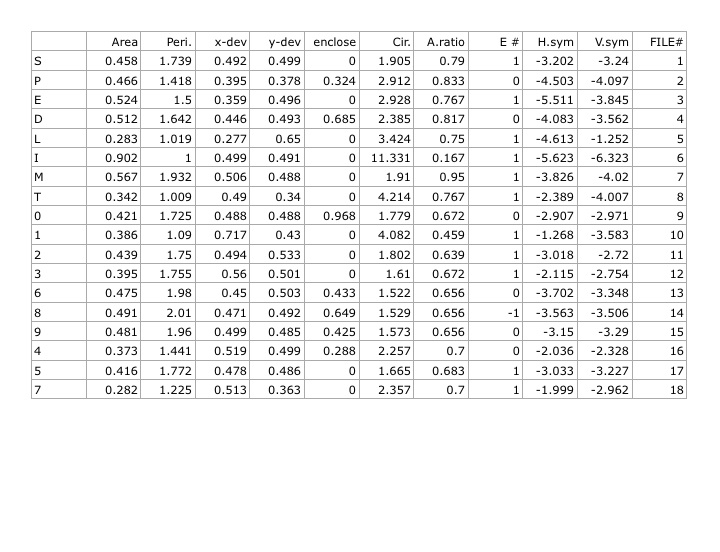 Area Peri. x-dev y-dev enclose Cir. A.ratio E # H.sym V.sym FILE#
S 0.458 1.739 0.492 0.499 0 1.905 0.79 1 -3.202 -3.24 1
P 0.466 1.418 0.395 0.378 0.324 2.912 0.833 0 -4.503 -4.097 2
E 0.524 1.5 0.359 0.496 0 2.928 0.767 1 -5.511 -3.845 3
D 0.512 1.642 0.446 0.493 0.685 2.385 0.817 0 -4.083 -3.562 4
L 0.283 1.019 0.277 0.65 0 3.424 0.75 1 -4.613 -1.252 5
I 0.902 1 0.499 0.491 0 11.331 0.167 1 -5.623 -6.323 6
M 0.567 1.932 0.506 0.488 0 1.91 0.95 1 -3.826 -4.02 7
T 0.342 1.009 0.49 0.34 0 4.214 0.767 1 -2.389 -4.007 8
0 0.421 1.725 0.488 0.488 0.968 1.779 0.672 0 -2.907 -2.971 9
1 0.386 1.09 0.717 0.43 0 4.082 0.459 1 -1.268 -3.583 10
2 0.439 1.75 0.494 0.533 0 1.802 0.639 1 -3.018 -2.72 11
3 0.395 1.755 0.56 0.501 0 1.61 0.672 1 -2.115 -2.754 12
6 0.475 1.98 0.45 0.503 0.433 1.522 0.656 0 -3.702 -3.348 13
8 0.491 2.01 0.471 0.492 0.649 1.529 0.656 -1 -3.563 -3.506 14
9 0.481 1.96 0.499 0.485 0.425 1.573 0.656 0 -3.15 -3.29 15
4 0.373 1.441 0.519 0.499 0.288 2.257 0.7 0 -2.036 -2.328 16
5 0.416 1.772 0.478 0.486 0 1.665 0.683 1 -3.033 -3.227 17
7 0.282 1.225 0.513 0.363 0 2.357 0.7 1 -1.999 -2.962 18